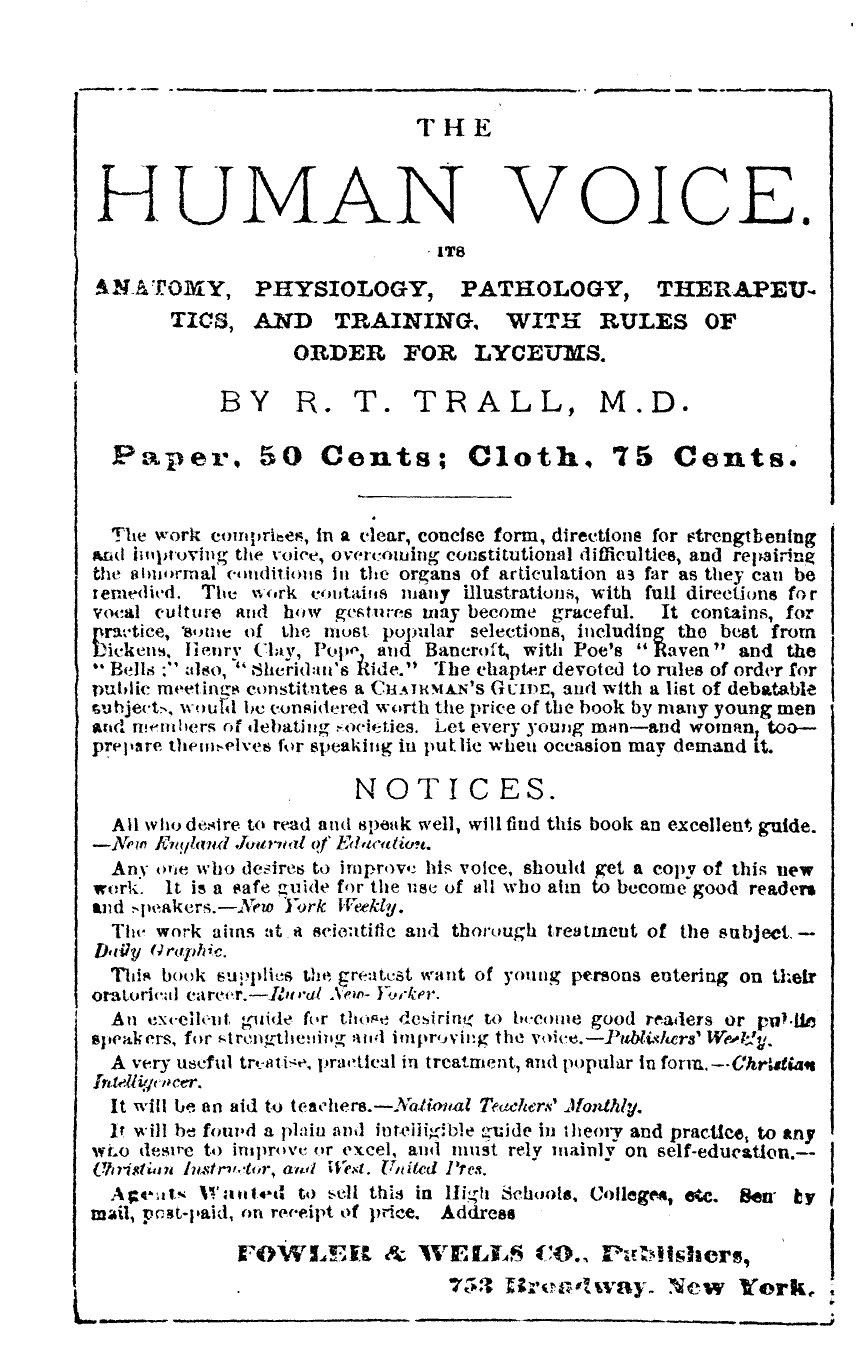 THE
HUMAN VOICE.
ITS
ANATOMY, PHYSIOLOGY, PATHOLOGY, THERAPEU-
TICS, AND TRAINING, WITH RULES OF
ORDER FOR LYCEUMS.
BY R. T. TRALL, M.D.
Paper, 50 Cents; Cloth, 75 Cents.
The work comprises, in a clear, concise form, directions for strengthening
and improving the voice, overcoming constitutional difficulties, and repairing
the abnormal conditions in the organs of articulation as far as they can be
remedied. The work contains many illustrations, with full directions for
vocal culture and how gestures may become graceful. It contains, for
practice, some of the most popular selections, including the best from
Dickens, Henry Clay, Pope, and Bancroft, with Poe's "Raven" and the
"Bells;" also, "Sheridan's Ride." The chapter devoted to rules of order for
public meetings constitutes a CHAIRMAN'S GUIDE, and with a list of debatable
subjects, would be considered worth the price of the book by many young men
and members of debating societies. Let every young man—and woman, too—
prepare themselves for speaking in public when occasion may demand it.
NOTICES.
All who desire to read and speak well, will find this book an excellent guide.
—New England Journal of Education.
Any one who desires to improve his voice, should get a copy of this new
work. It is a safe guide for the use of all who aim to become good readers
and speakers.—New York Weekly.
The work aims at a scientific and thorough treatment of the subject.—
Daily Graphic.
This book supplies the greatest want of young persons entering on their
oratorical career.—Rural New-Yorker.
An excellent guide for those desiring to become good readers or public
speakers, for strengthening and improving the voice.—Publishers' Weekly.
A very useful treatise, practical in treatment, and popular in form.—Christian
Intelligencer.
It will be an aid to teachers.—National Teachers' Monthly.
It will be found a plain and intelligible guide in theory and practice, to any
who desire to improve or excel, and must rely mainly on self-education.—
Christian Instructor, and West. United Pres.
Agents Wanted to sell this in High Schools, Colleges, etc. Sen by
mail, post-paid, on receipt of price. Address
FOWLER & WELLS CO., Publishers,
753 Broadway, New York.